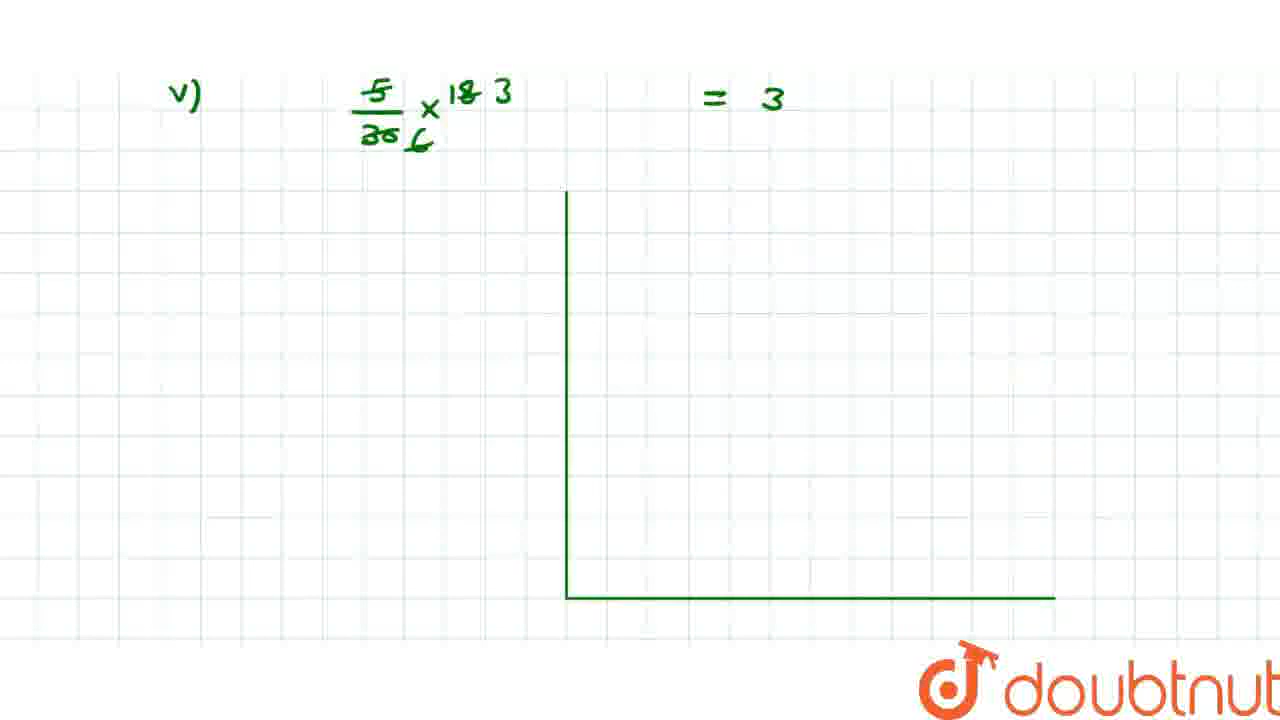 v) 5/30 6 × 18 3 = 3
doubtnut